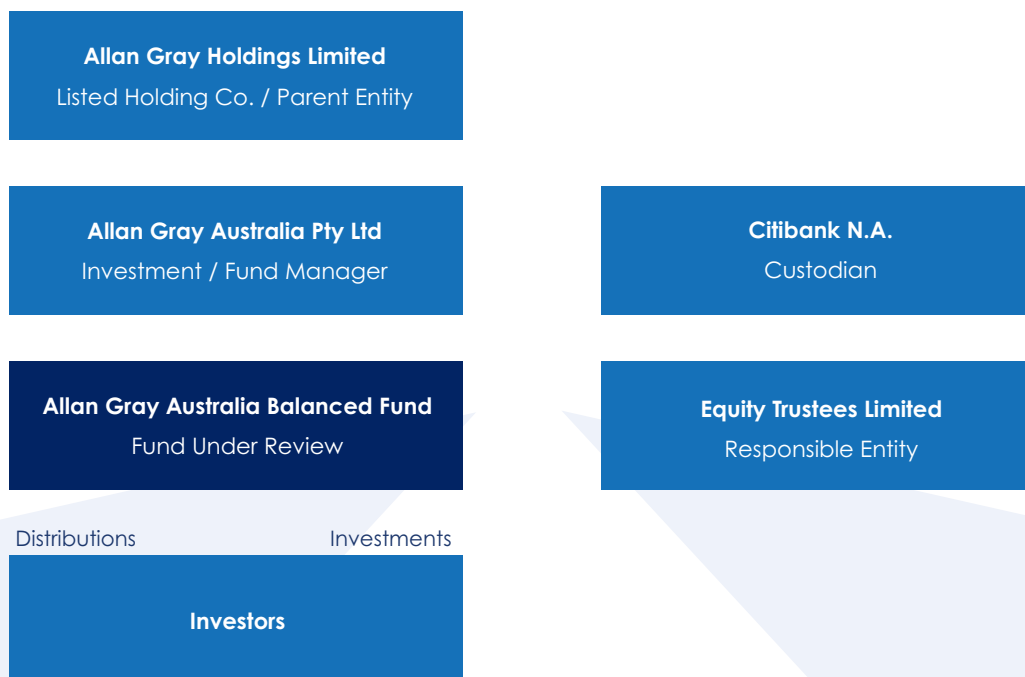 Allan Gray Holdings Limited
Listed Holding Co. / Parent Entity
Allan Gray Australia Pty Ltd
Investment / Fund Manager
Citibank N.A.
Custodian
Allan Gray Australia Balanced Fund
Fund Under Review
Equity Trustees Limited
Responsible Entity
Distributions
Investments
Investors